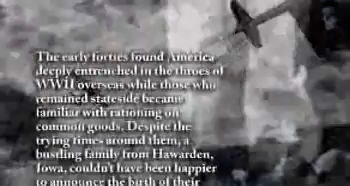 The early forties found America
deeply entrenched in the throes of
WWII overseas while those who
remained stateside became
familiar with rationing on
common goods. Despite the
trying times around them, a
bustling family from Hawarden,
Iowa, couldn't have been happier
to announce the birth of their